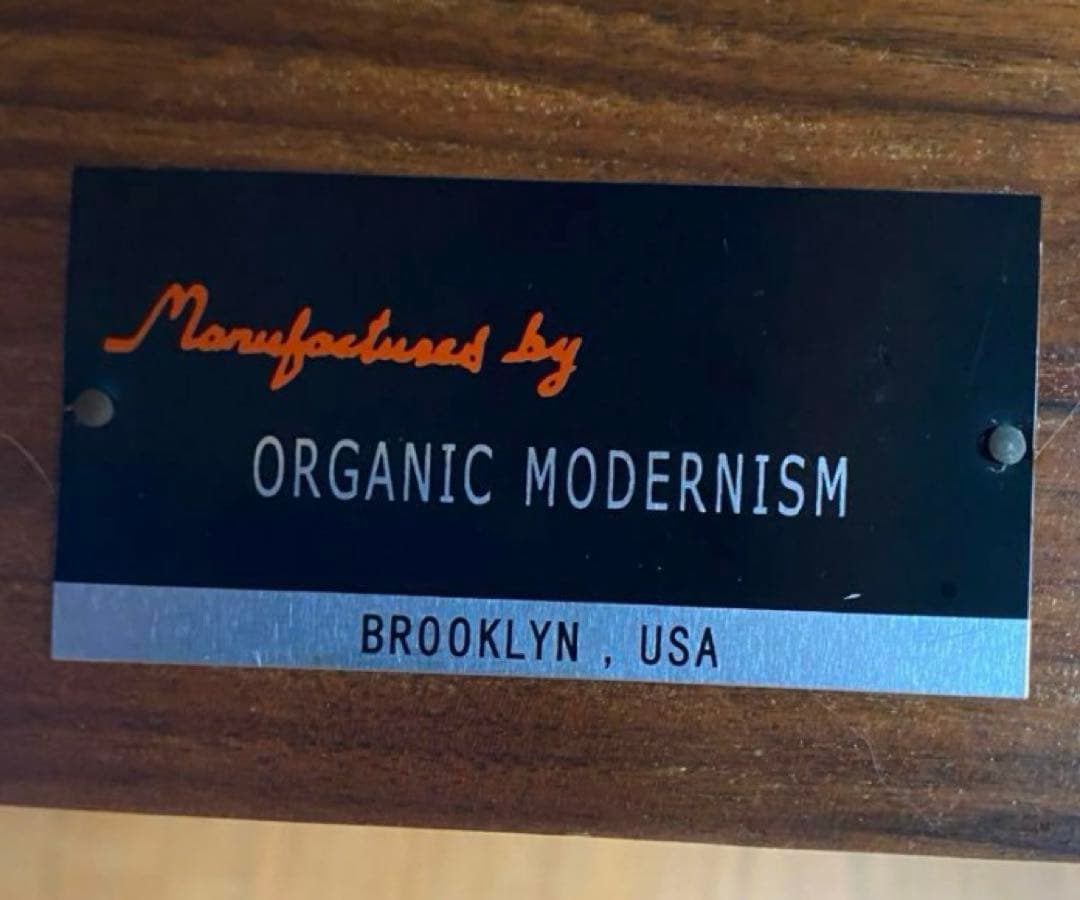 Manufactured by
ORGANIC MODERNISM
BROOKLYN , USA